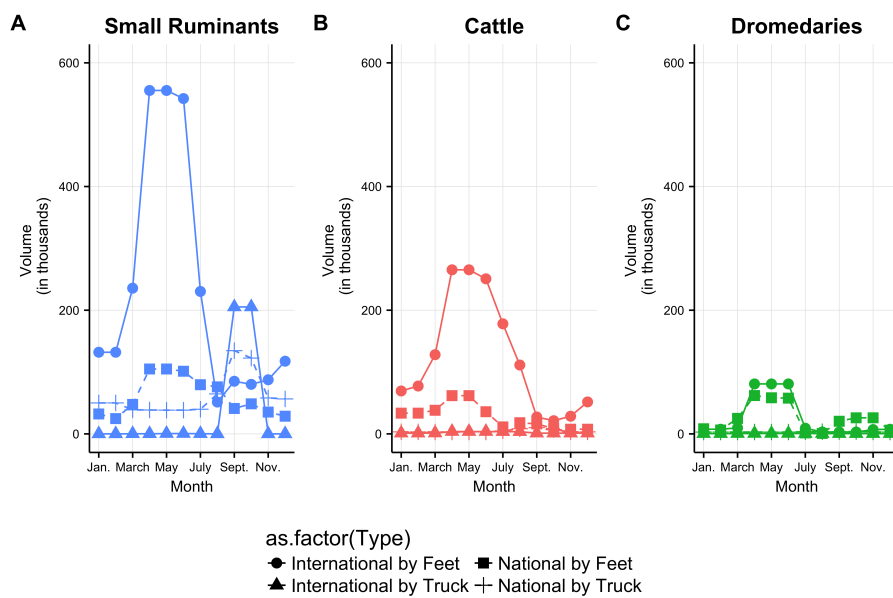 A Small Ruminants
B Cattle
C Dromedaries
Volume
(in thousands)
600
400
200
0
Jan. March May July Sept. Nov.
Month
Volume
(in thousands)
600
400
200
0
Jan. March May July Sept. Nov.
Month
Volume
(in thousands)
600
400
200
0
Jan. March May July Sept. Nov.
Month
as.factor(Type)
International by Feet National by Feet
International by Truck National by Truck